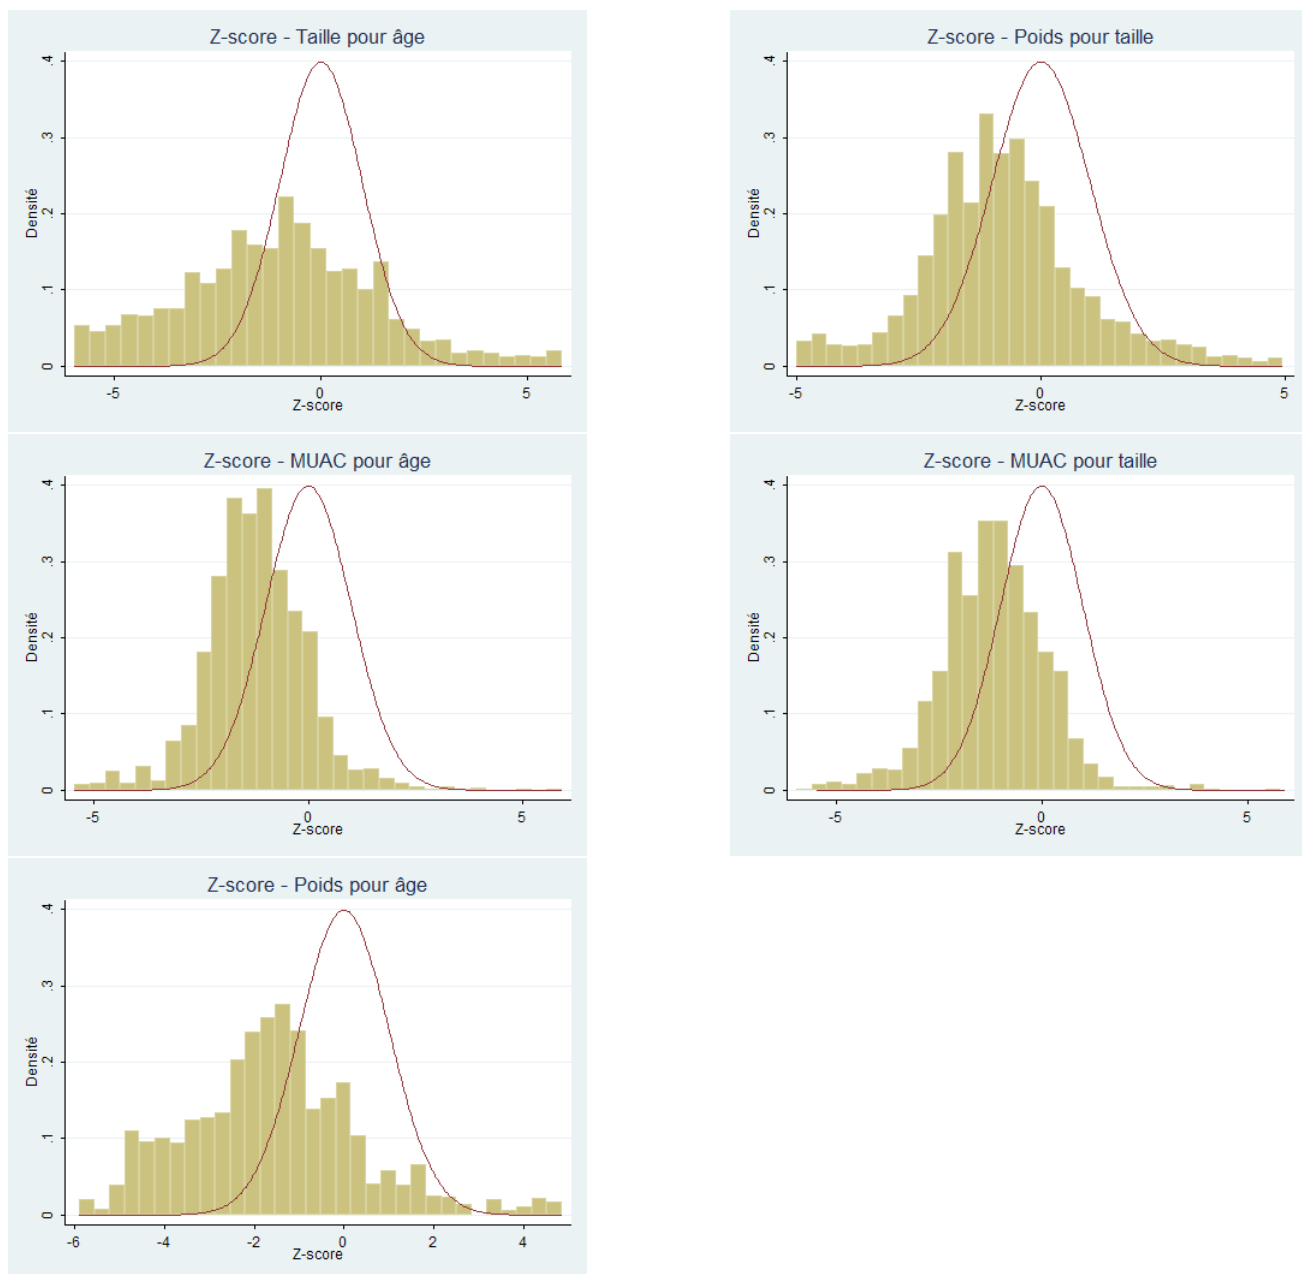 Z-score - Taille pour âge
Densité
.4
.3
.2
.1
0
-5 0 5
Z-score
Z-score - Poids pour taille
Densité
.4
.3
.2
.1
0
-5 0 5
Z-score
Z-score - MUAC pour âge
Densité
.4
.3
.2
.1
0
-5 0 5
Z-score
Z-score - MUAC pour taille
Densité
.4
.3
.2
.1
0
-5 0 5
Z-score
Z-score - Poids pour âge
Densité
.4
.3
.2
.1
0
-6 -4 -2 0 2 4
Z-score